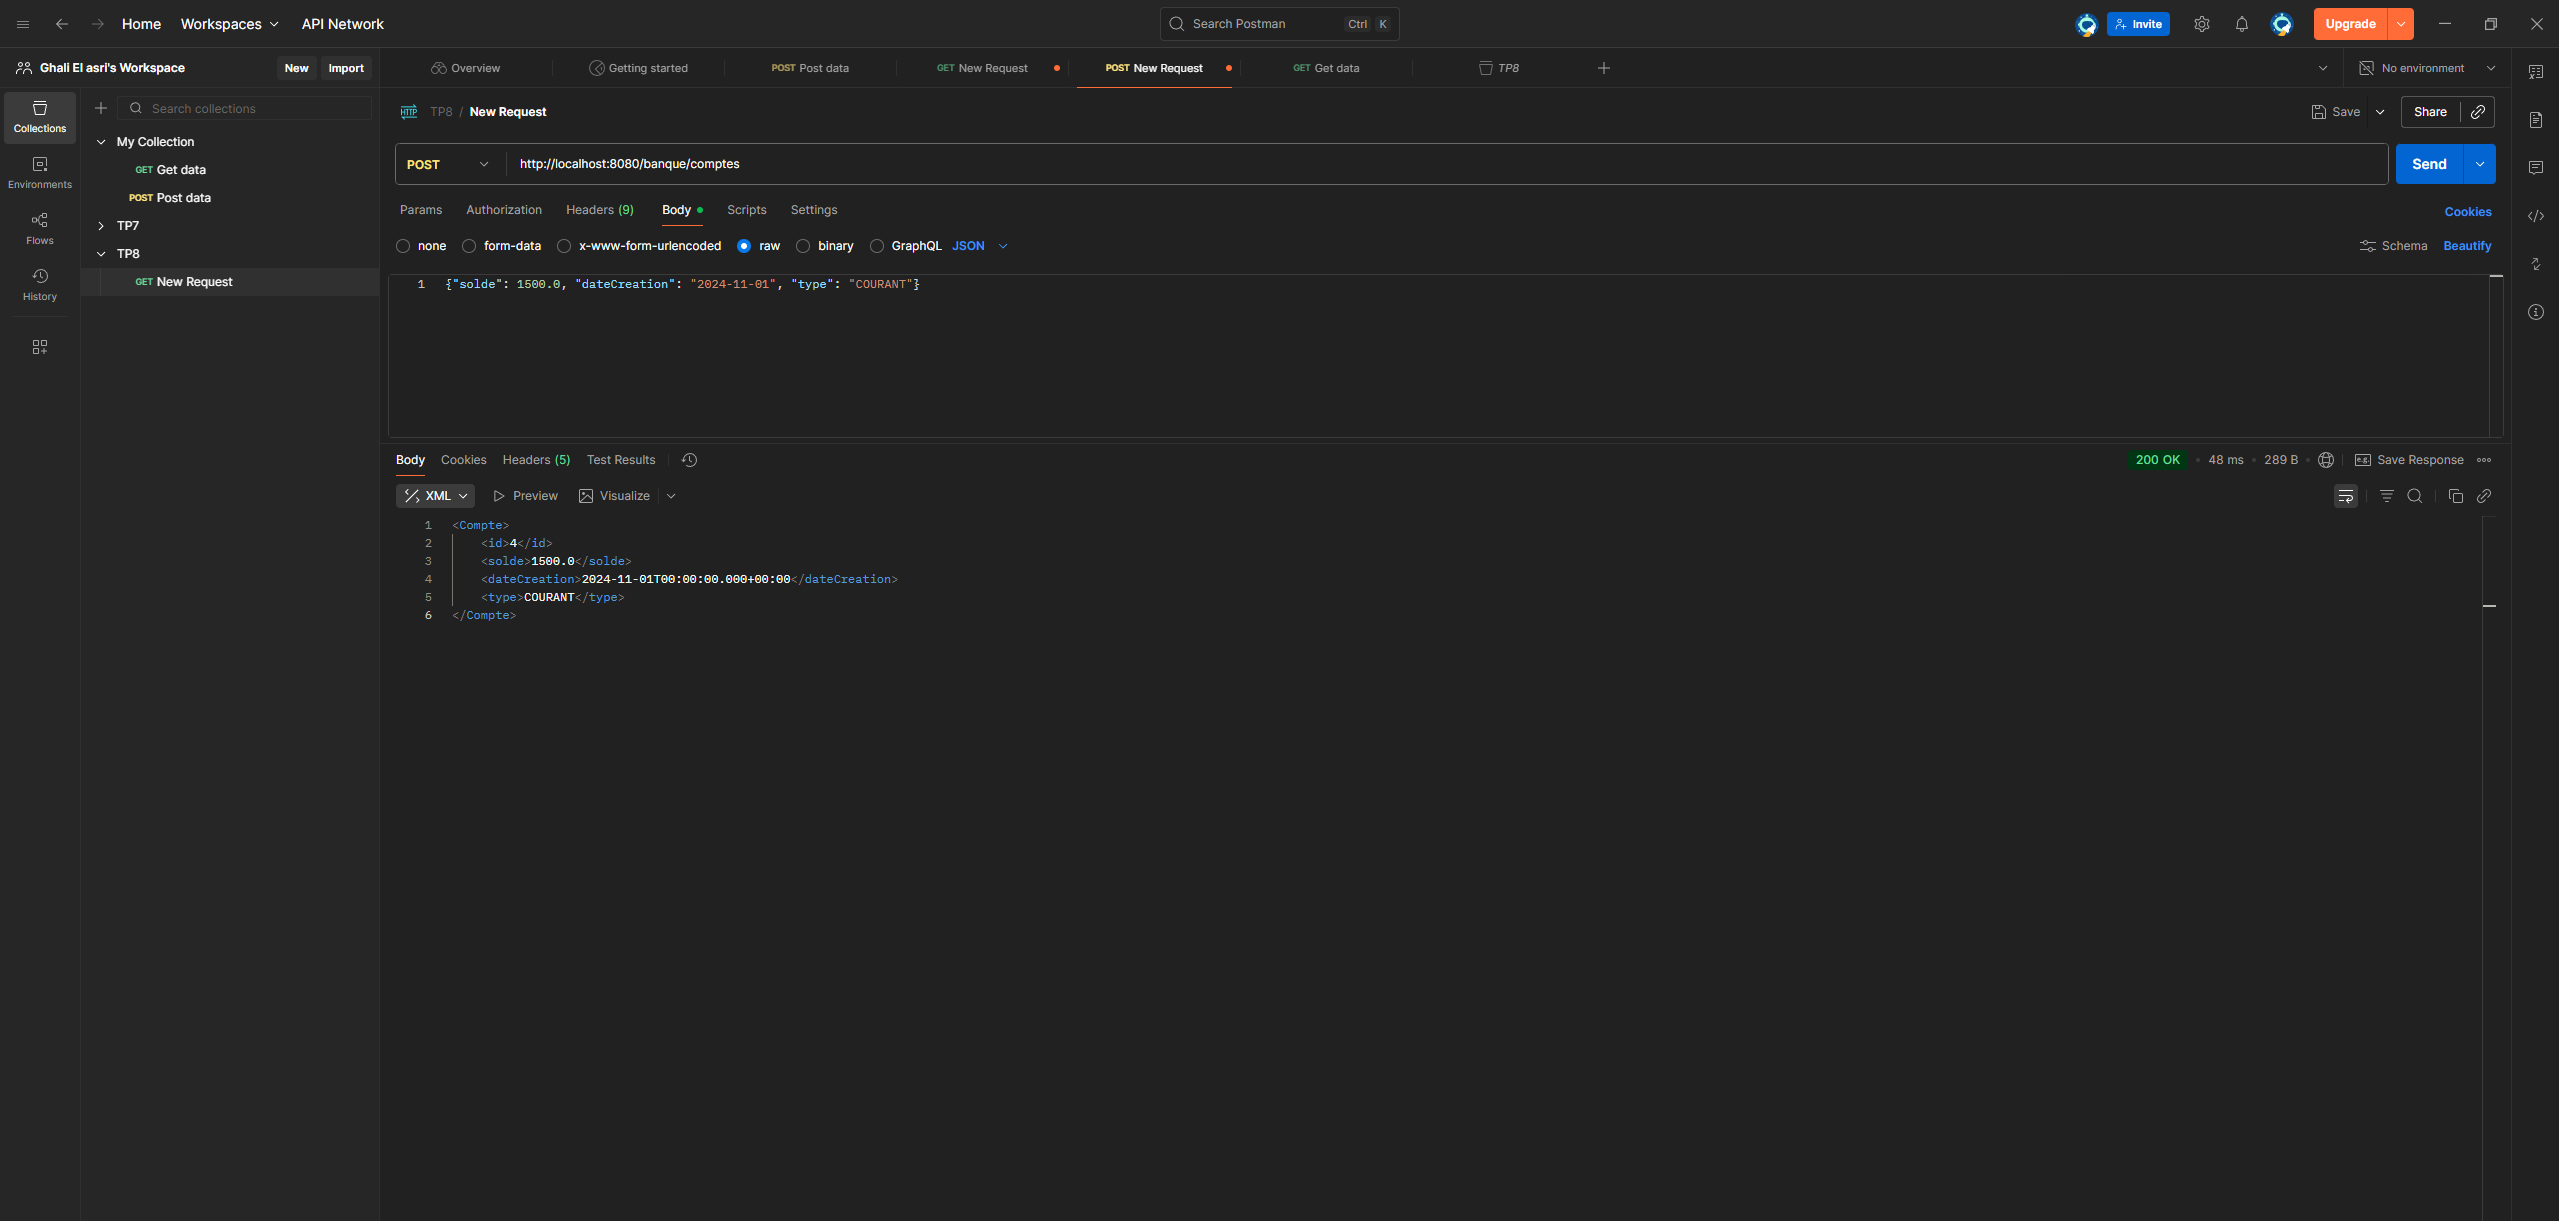 Home Workspaces API Network Search Postman Ctrl K Invite Upgrade
Ghali El asri's Workspace New Import Overview Getting started POST Post data GET New Request POST New Request GET Get data TP8 No environment
Collections
Environments
Flows
History
Search collections
My Collection
GET Get data
POST Post data
TP7
TP8
GET New Request
HTTP TP8 / New Request Save Share
POST http://localhost:8080/banque/comptes Send
Params Authorization Headers (9) Body Scripts Settings Cookies
none form-data x-www-form-urlencoded raw binary GraphQL JSON Schema Beautify
1 {"solde": 1500.0, "dateCreation": "2024-11-01", "type": "COURANT"}
Body Cookies Headers (5) Test Results 200 OK 48 ms 289 B e.g. Save Response
XML Preview Visualize
1 <Compte>
2 <id>4</id>
3 <solde>1500.0</solde>
4 <dateCreation>2024-11-01T00:00:00.000+00:00</dateCreation>
5 <type>COURANT</type>
6 </Compte>